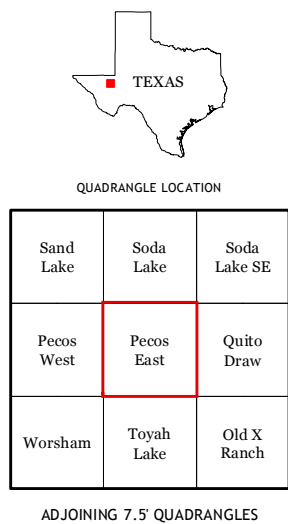 TEXAS
QUADRANGLE LOCATION
Sand
Lake
Soda
Lake
Soda
Lake SE
Pecos
West
Pecos
East
Quito
Draw
Worsham
Toyah
Lake
Old X
Ranch
ADJOINING 7.5' QUADRANGLES